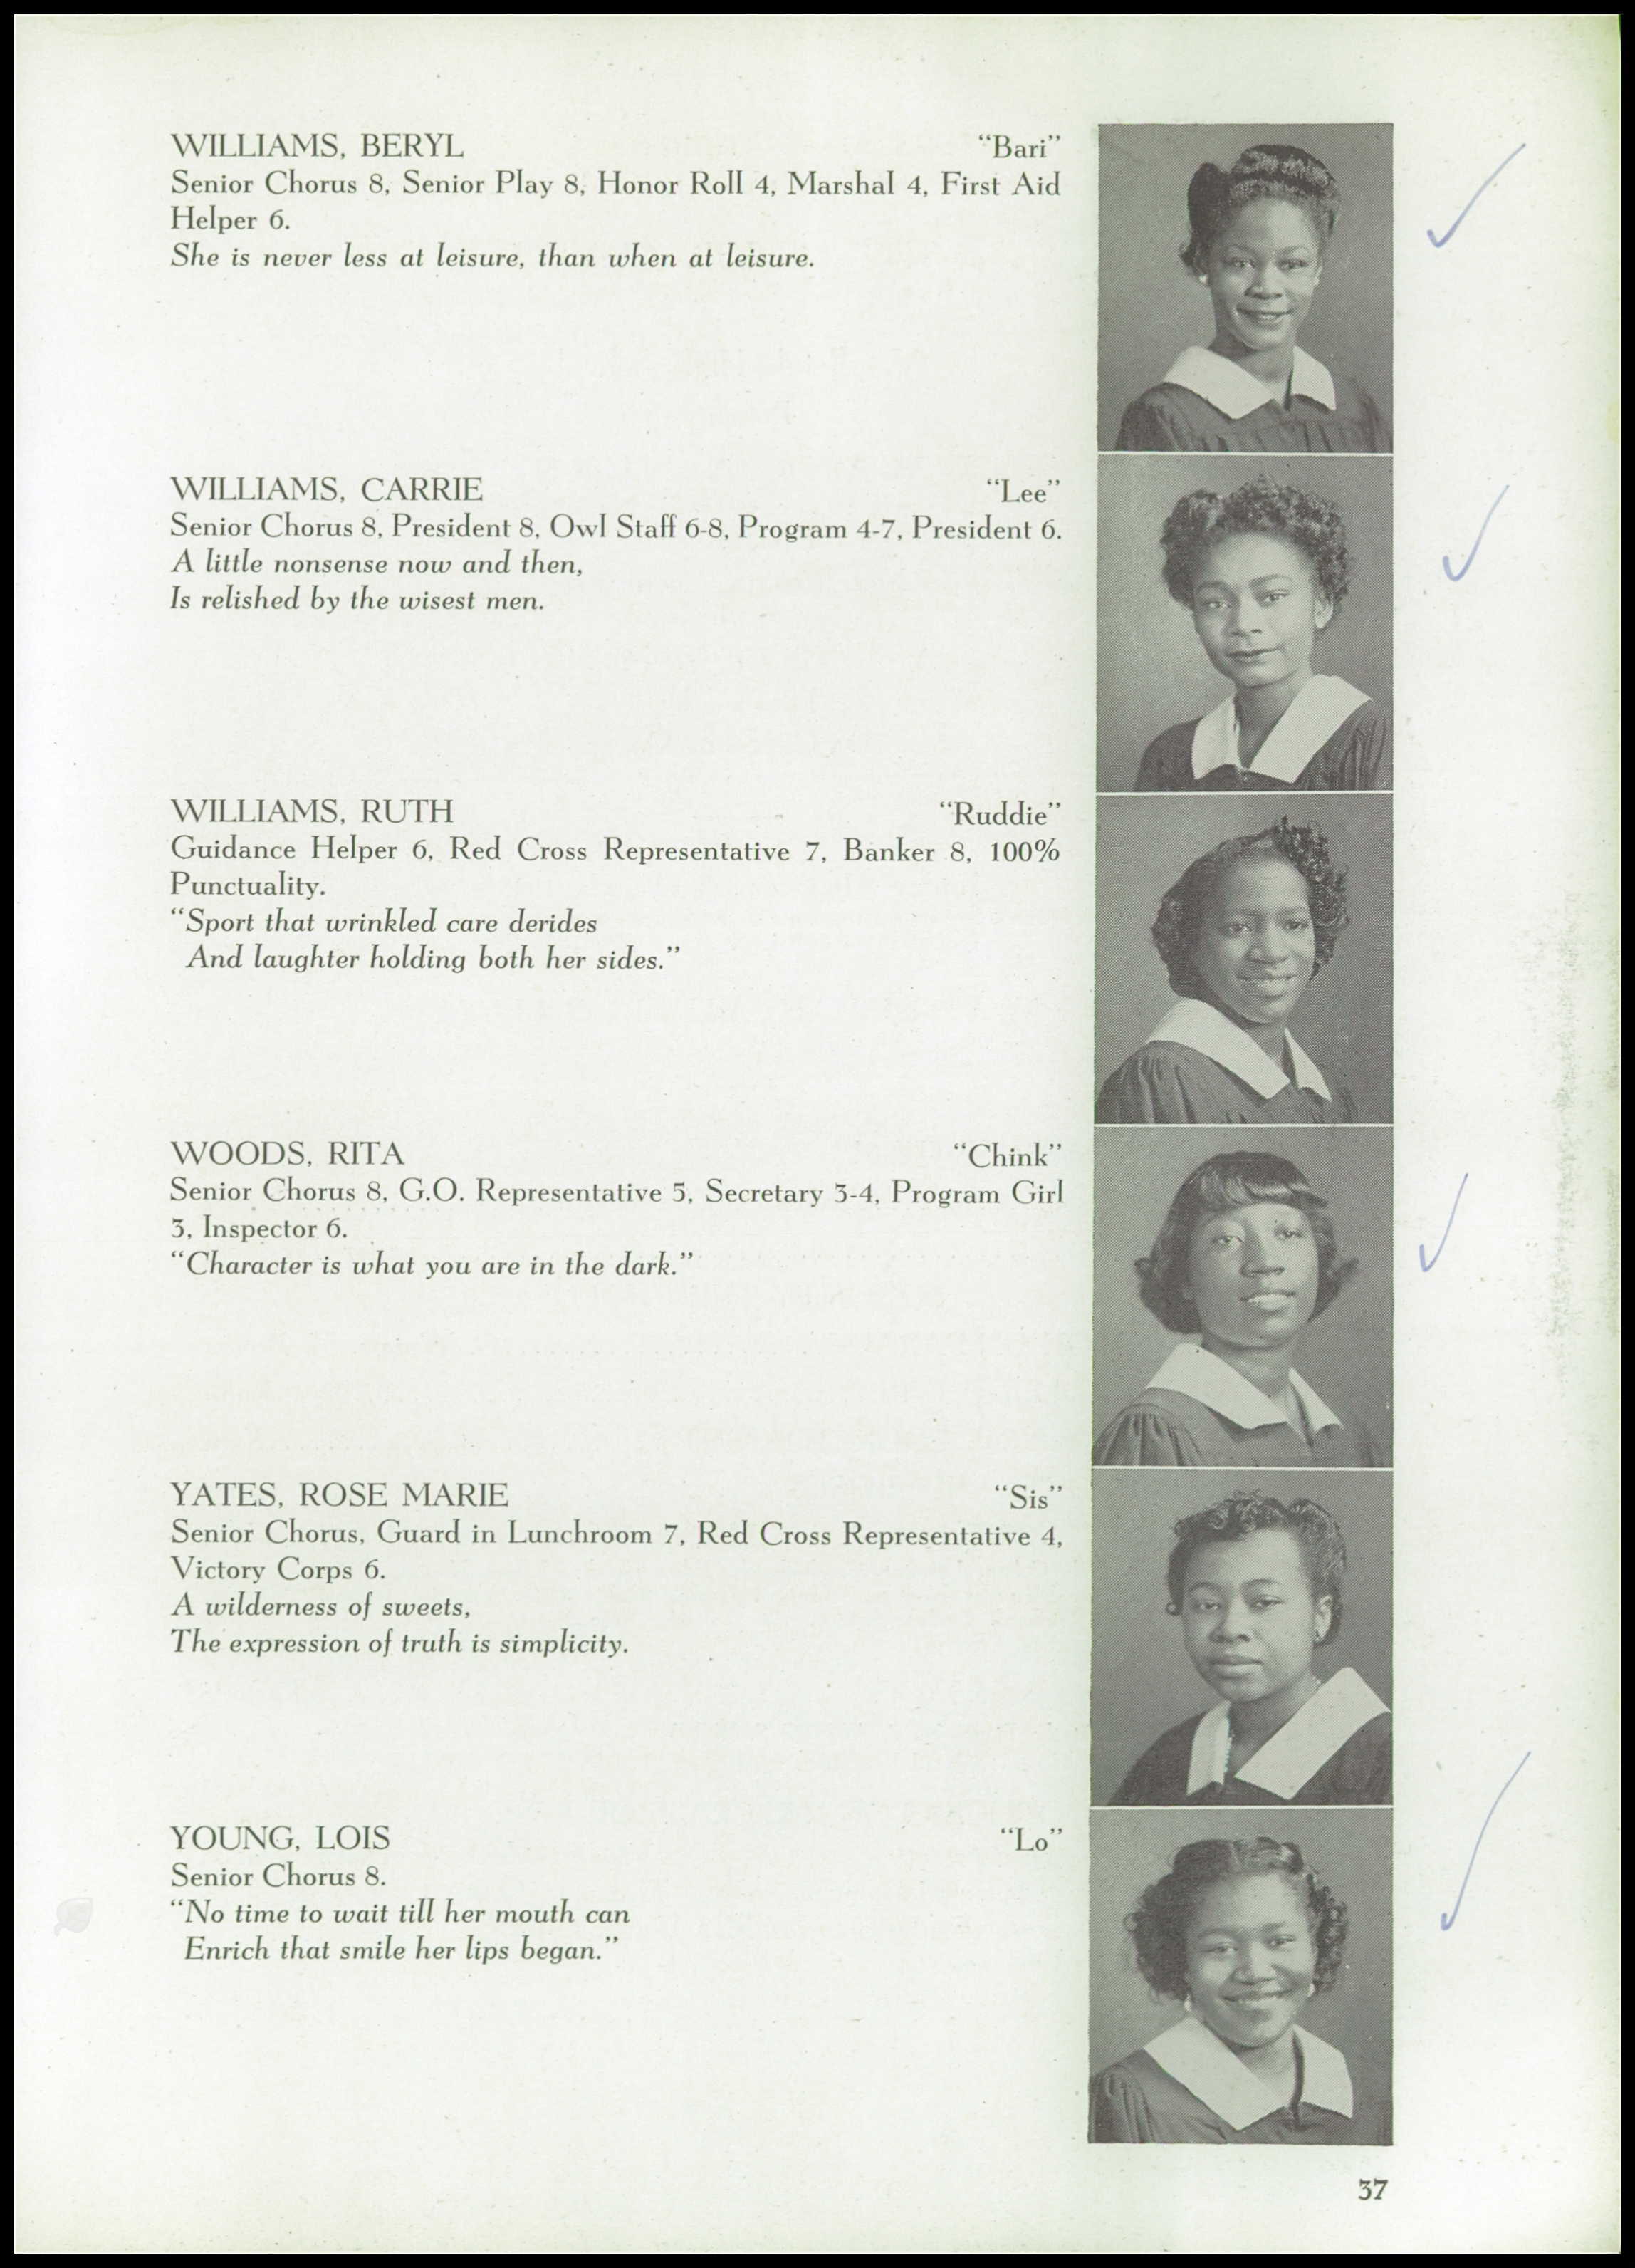 WILLIAMS, BERYL "Bari"
Senior Chorus 8, Senior Play 8, Honor Roll 4, Marshal 4, First Aid
Helper 6.
She is never less at leisure, than when at leisure.
WILLIAMS, CARRIE "Lee"
Senior Chorus 8, President 8, Owl Staff 6-8, Program 4-7, President 6.
A little nonsense now and then,
Is relished by the wisest men.
WILLIAMS, RUTH "Ruddie"
Guidance Helper 6, Red Cross Representative 7, Banker 8, 100%
Punctuality.
"Sport that wrinkled care derides
And laughter holding both her sides."
WOODS, RITA "Chink"
Senior Chorus 8, G.O. Representative 5, Secretary 3-4, Program Girl
3, Inspector 6.
"Character is what you are in the dark."
YATES, ROSE MARIE "Sis"
Senior Chorus, Guard in Lunchroom 7, Red Cross Representative 4,
Victory Corps 6.
A wilderness of sweets,
The expression of truth is simplicity.
YOUNG, LOIS "Lo"
Senior Chorus 8.
"No time to wait till her mouth can
Enrich that smile her lips began."
37